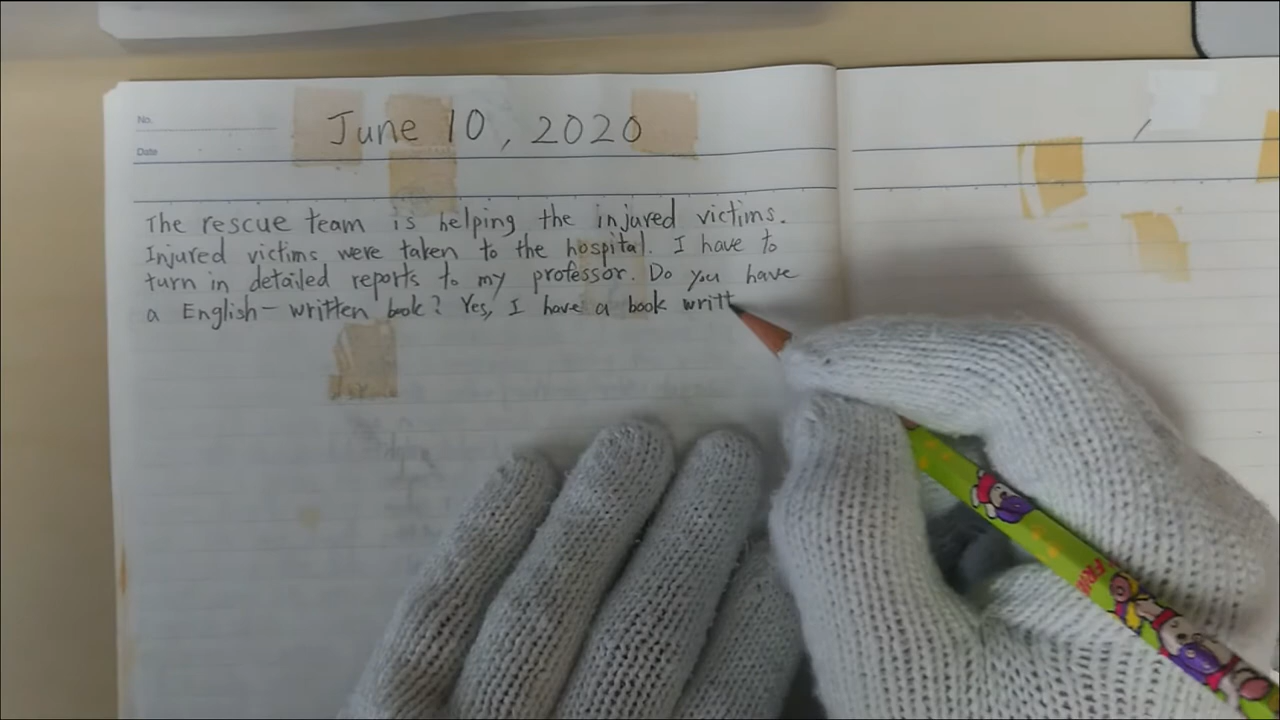 No.
Date
June 10, 2020
The rescue team is helping the injured victims.
Injured victims were taken to the hospital. I have to
turn in detailed reports to my professor. Do you have
a English-written book? Yes, I have a book writt